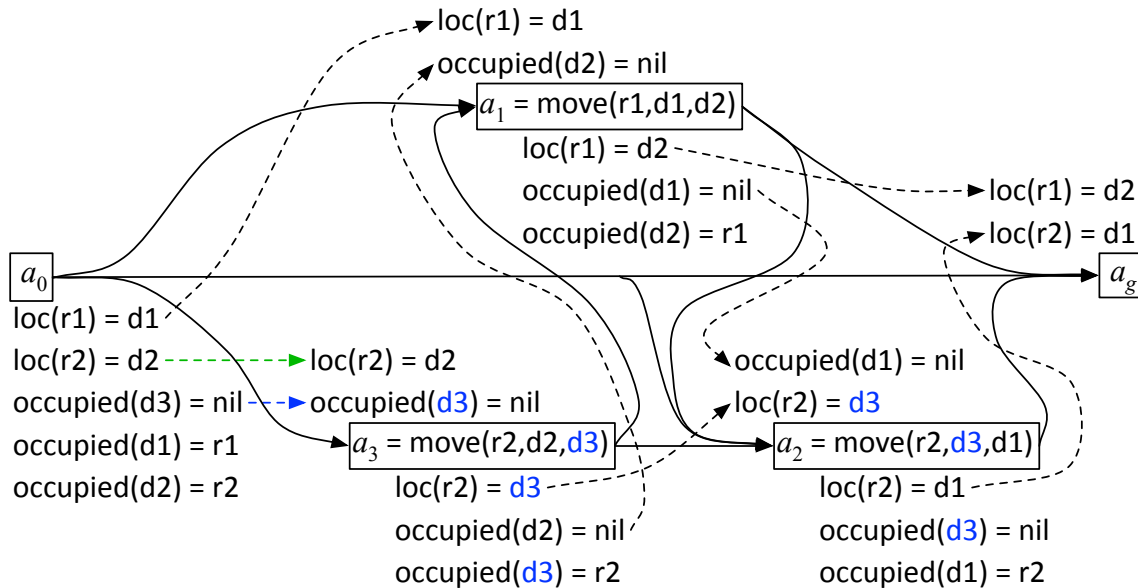 loc(r1) = d1
occupied(d2) = nil
a1 = move(r1,d1,d2)
loc(r1) = d2
occupied(d1) = nil
occupied(d2) = r1
loc(r1) = d2
loc(r2) = d1
a0
ag
loc(r1) = d1
loc(r2) = d2
occupied(d3) = nil
occupied(d1) = r1
occupied(d2) = r2
loc(r2) = d2
occupied(d3) = nil
a3 = move(r2,d2,d3)
loc(r2) = d3
occupied(d2) = nil
occupied(d3) = r2
occupied(d1) = nil
loc(r2) = d3
a2 = move(r2,d3,d1)
loc(r2) = d1
occupied(d3) = nil
occupied(d1) = r2